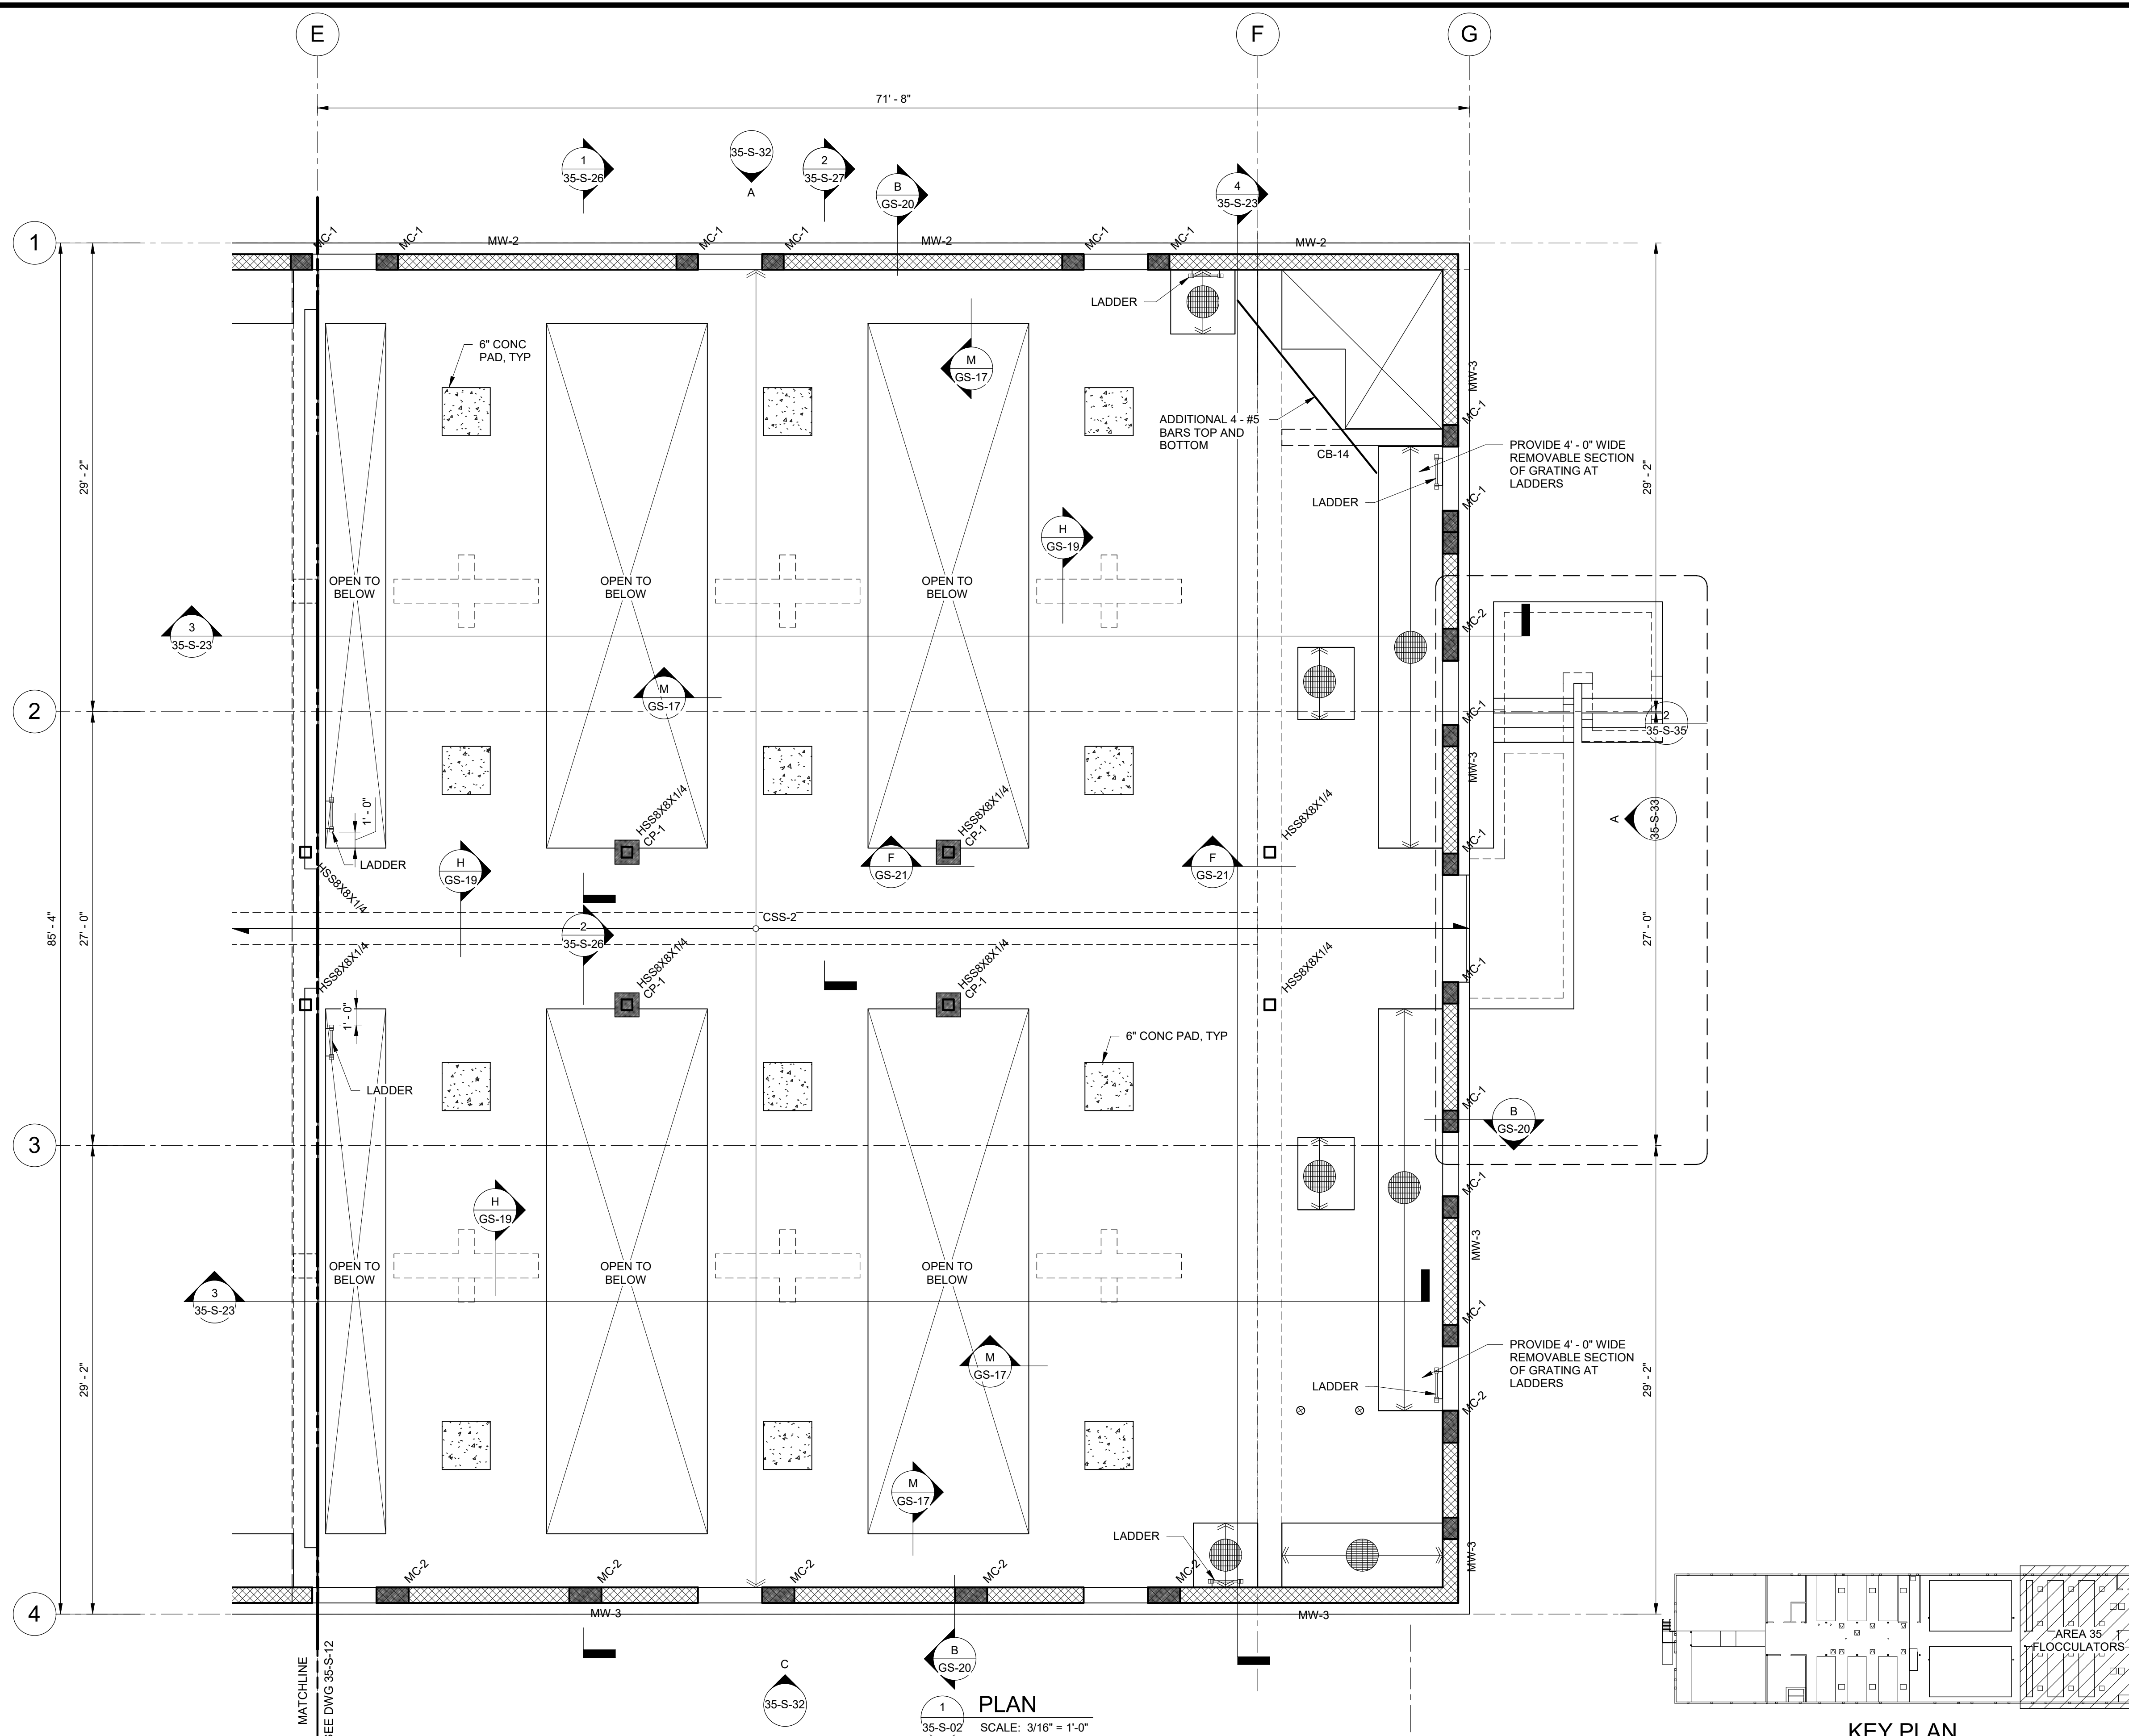 E
F
G
71' - 8"
1
35-S-26
35-S-32
A
2
35-S-27
B
GS-20
4
35-S-23
1
MC-1
MC-1
MW-2
MC-1
MC-1
MW-2
MC-1
MC-1
MW-2
LADDER
6" CONC
PAD, TYP
M
GS-17
MW-3
MC-1
ADDITIONAL 4 - #5
BARS TOP AND
BOTTOM
CB-14
PROVIDE 4' - 0" WIDE
REMOVABLE SECTION
OF GRATING AT
LADDERS
29' - 2"
29' - 2"
LADDER
MC-1
H
GS-19
OPEN TO
BELOW
OPEN TO
BELOW
OPEN TO
BELOW
3
35-S-23
MC-2
M
GS-17
2
MC-1
2
35-S-35
MW-3
1' - 0"
HSS8X8X1/4
CP-1
HSS8X8X1/4
CP-1
HSS8X8X1/4
A
35-S-33
MC-1
LADDER
H
GS-19
F
GS-21
F
GS-21
HSS8X8X1/4
85' - 4"
27' - 0"
27' - 0"
CSS-2
2
35-S-26
HSS8X8X1/4
HSS8X8X1/4
CP-1
HSS8X8X1/4
CP-1
HSS8X8X1/4
MC-1
1' - 0"
6" CONC PAD, TYP
LADDER
MC-1
B
GS-20
3
MC-1
H
GS-19
MW-3
OPEN TO
BELOW
OPEN TO
BELOW
OPEN TO
BELOW
3
35-S-23
MC-1
M
GS-17
PROVIDE 4' - 0" WIDE
REMOVABLE SECTION
OF GRATING AT
LADDERS
29' - 2"
29' - 2"
LADDER
MC-2
M
GS-17
LADDER
MW-3
MC-2
MC-2
MC-2
MC-2
MC-2
4
MW-3
MW-3
MATCHLINE
SEE DWG 35-S-12
C
35-S-32
B
GS-20
1
35-S-02
PLAN
SCALE: 3/16" = 1'-0"
AREA 35
FLOCCULATORS
KEY PLAN